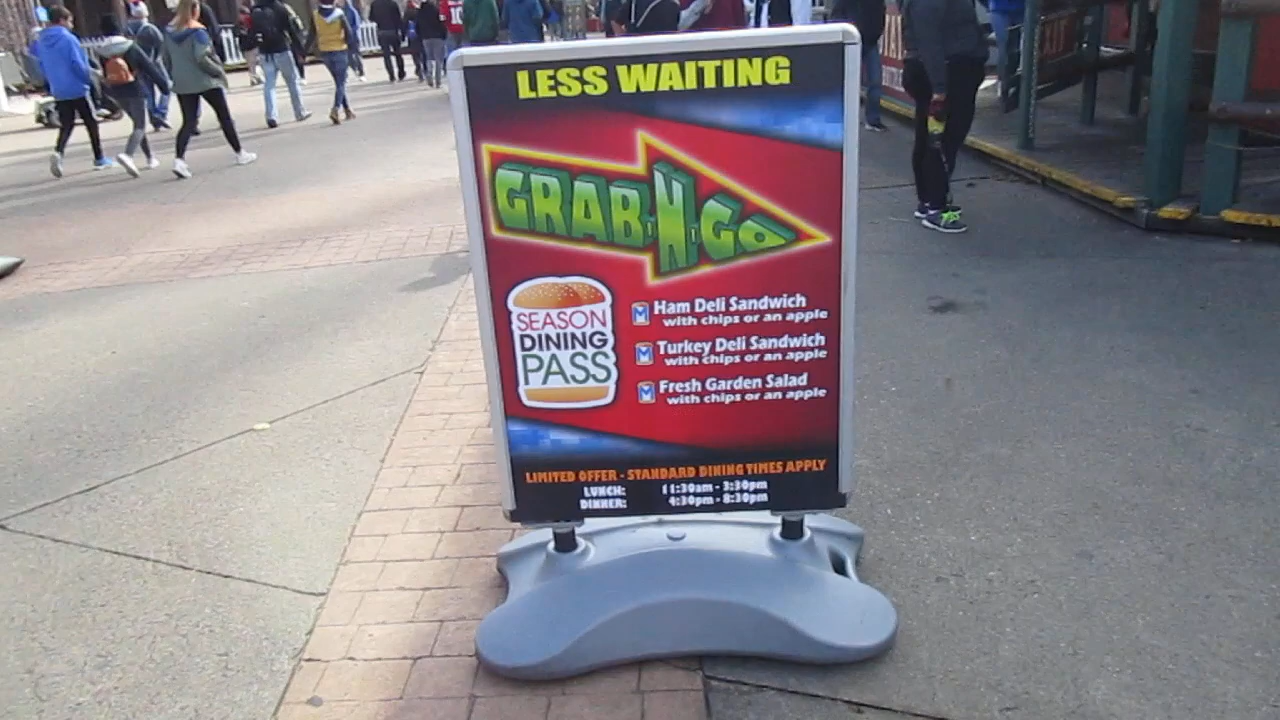 LESS WAITING
GRAB-N-GO
SEASON
DINING
PASS
M Ham Deli Sandwich
with chips or an apple
M Turkey Deli Sandwich
with chips or an apple
M Fresh Garden Salad
with chips or an apple
LIMITED OFFER - STANDARD DINING TIMES APPLY
LUNCH: 11:30am - 3:30pm
DINNER: 4:30pm - 8:30pm
EXIT
10